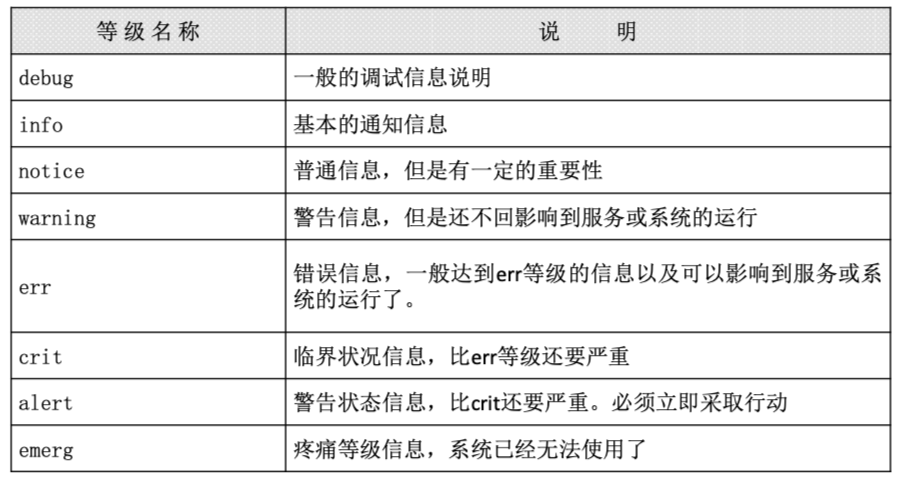 等级名称 说 明
debug 一般的调试信息说明
info 基本的通知信息
notice 普通信息，但是有一定的重要性
warning 警告信息，但是还不回影响到服务或系统的运行
err 错误信息，一般达到err等级的信息以及可以影响到服务或系
统的运行了。
crit 临界状况信息，比err等级还要严重
alert 警告状态信息，比crit还要严重。必须立即采取行动
emerg 疼痛等级信息，系统已经无法使用了